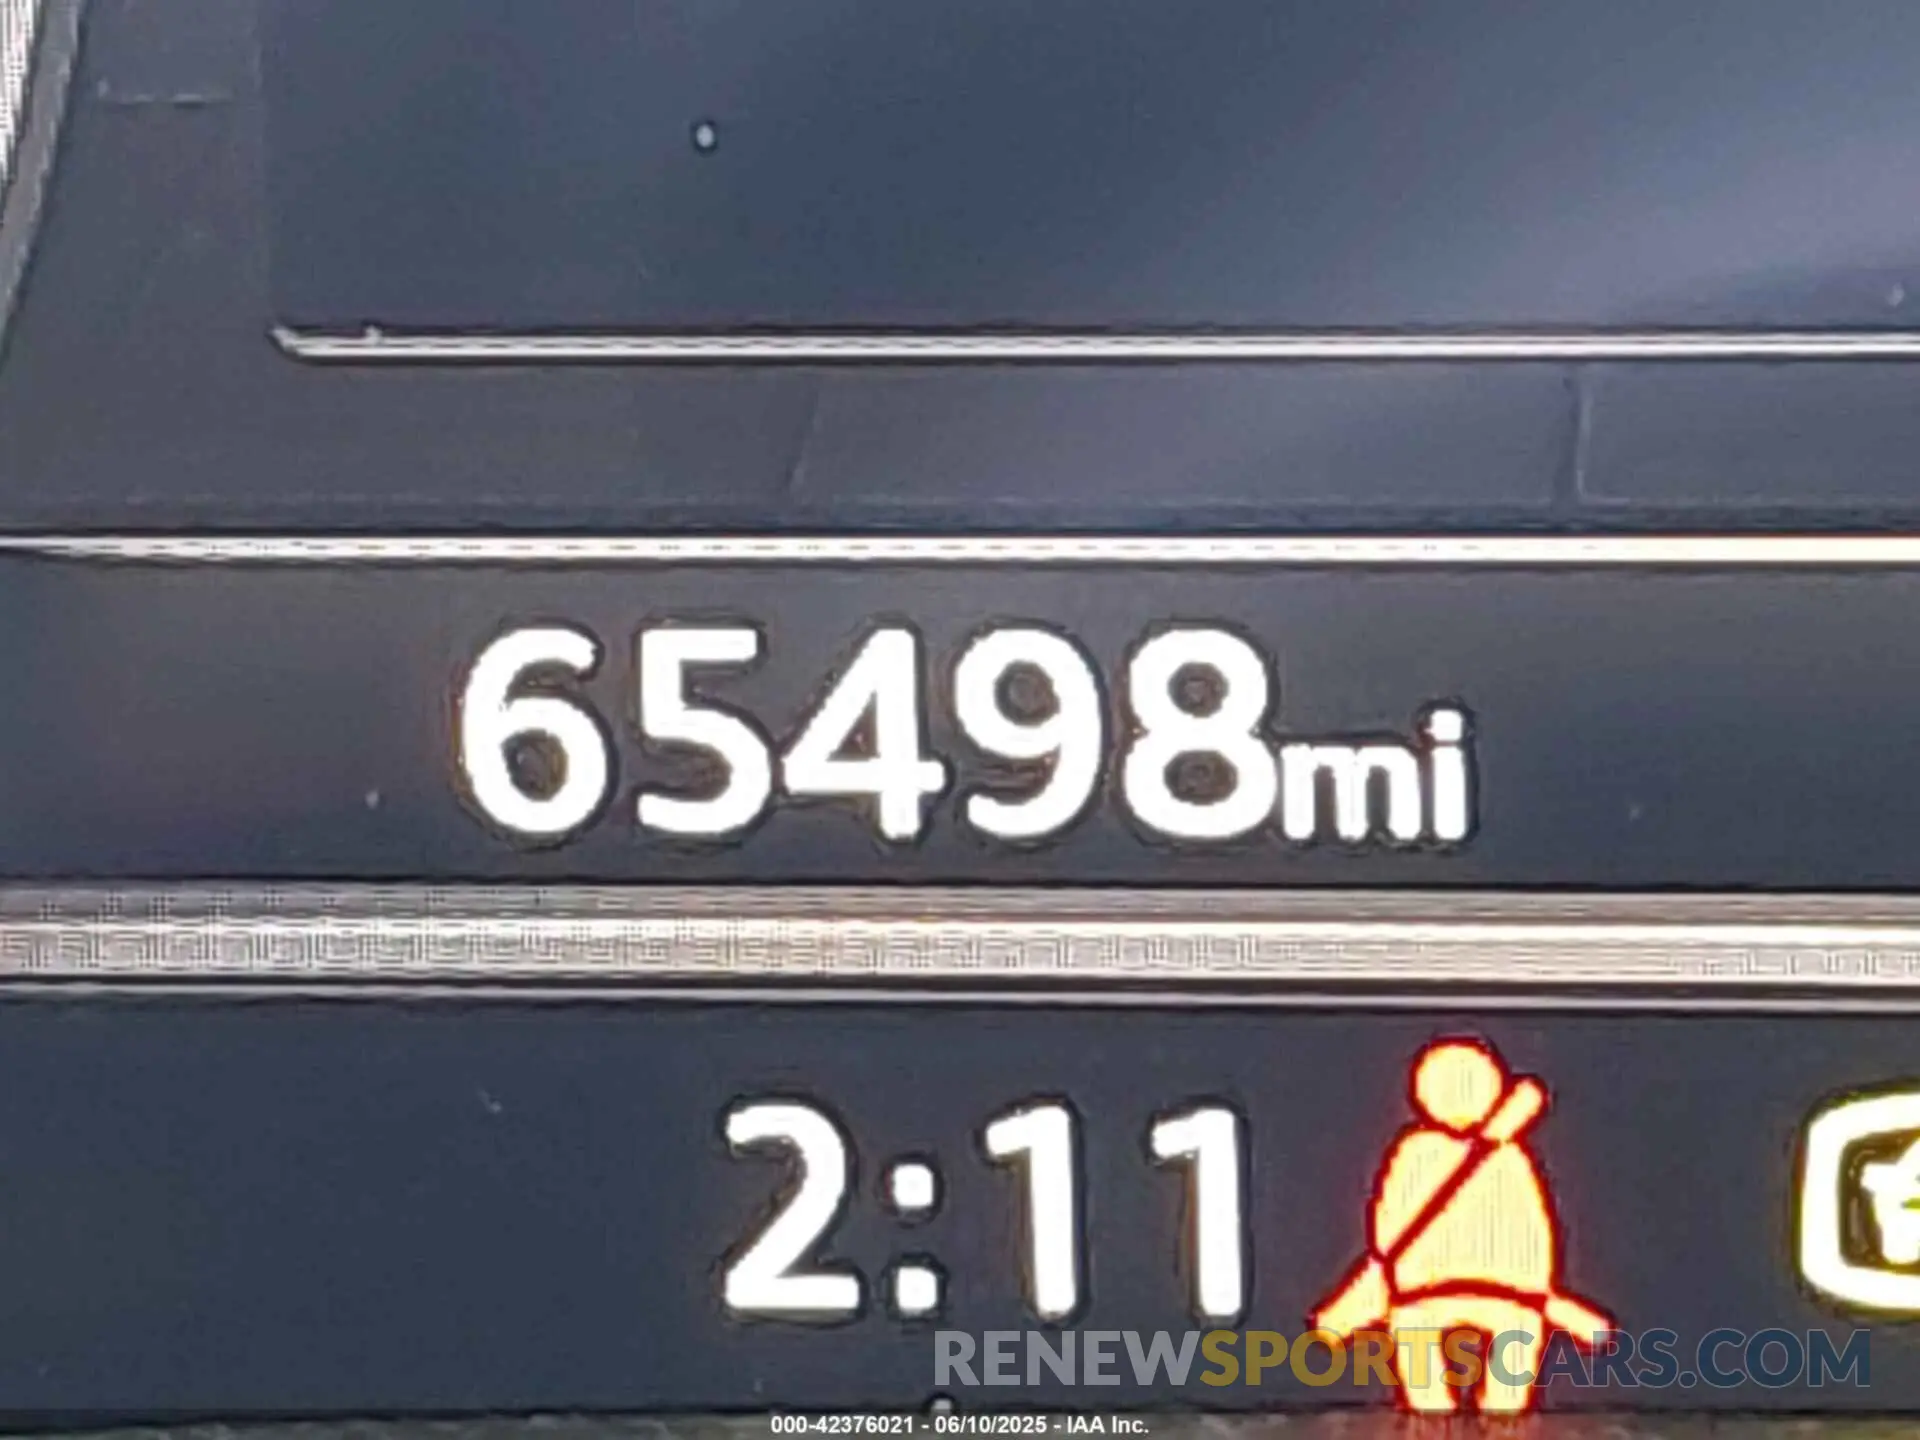 65498mi
2:11
RENEWSPORTSCARS.COM
000-42376021 - 06/10/2025 - IAA Inc.